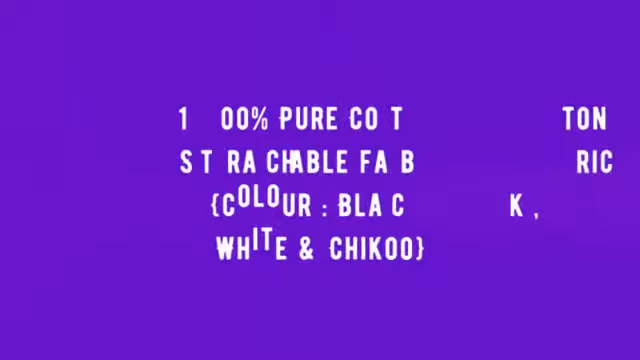 100% PURE COTTON
STRACHABLE FABRIC
{COLOUR : BLACK,
WHITE & CHIKOO}